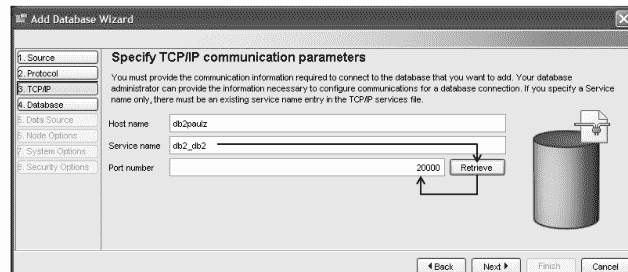 Add Database Wizard
1. Source
2. Protocol
3. TCP/IP
4. Database
5. Data Source
6. Node Options
7. System Options
8. Security Options
Specify TCP/IP communication parameters
You must provide the communication information required to connect to the database that you want to add. Your database
administrator can provide the information necessary to configure communications for a database connection. If you specify a Service
name only, there must be an existing service name entry in the TCP/IP services file.
Host name db2paulz
Service name db2_db2
Port number 20000 Retrieve
Back Next Finish Cancel